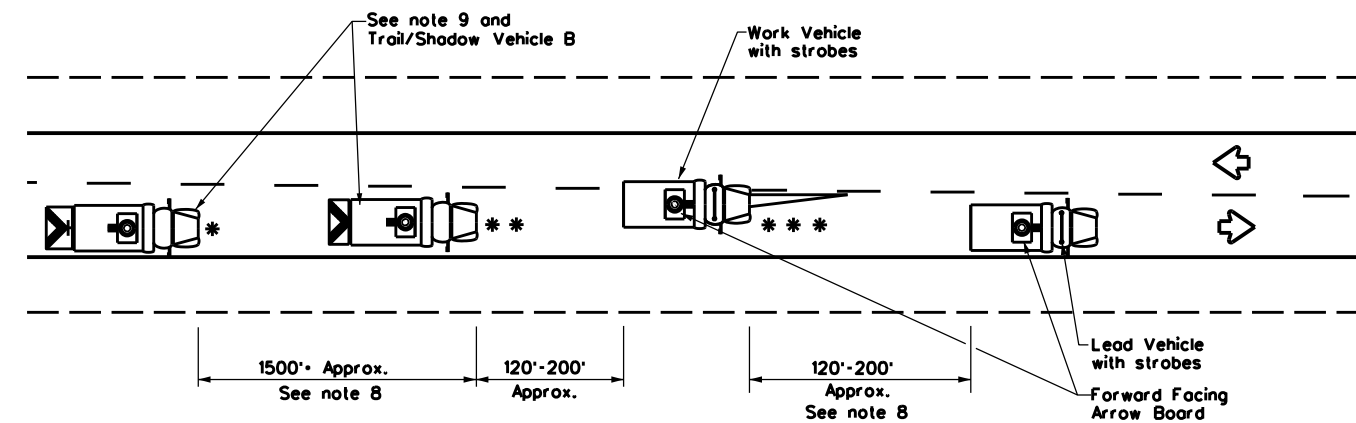 See note 9 and
Trail/Shadow Vehicle B
Work Vehicle
with strobes
*
* *
* * *
1500'+ Approx.
See note 8
120'-200'
Approx.
120'-200'
Approx.
See note 8
Lead Vehicle
with strobes
Forward Facing
Arrow Board